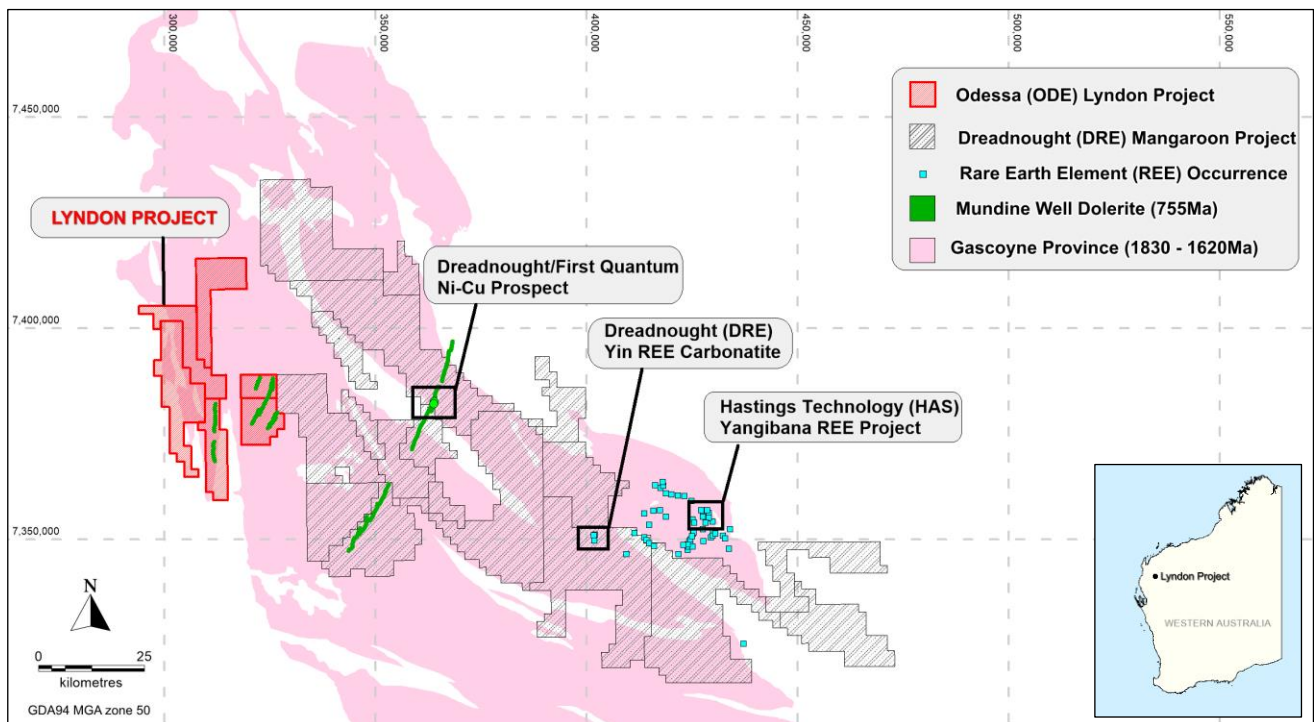 300,000
350,000
400,000
450,000
500,000
550,000
7,450,000
7,400,000
7,350,000
Odessa (ODE) Lyndon Project
Dreadnought (DRE) Mangaroon Project
Rare Earth Element (REE) Occurrence
Mundine Well Dolerite (755Ma)
Gascoyne Province (1830 - 1620Ma)
LYNDON PROJECT
Dreadnought/First Quantum
Ni-Cu Prospect
Dreadnought (DRE)
Yin REE Carbonatite
Hastings Technology (HAS)
Yangibana REE Project
N
0 25
kilometres
GDA94 MGA zone 50
Lyndon Project
WESTERN AUSTRALIA